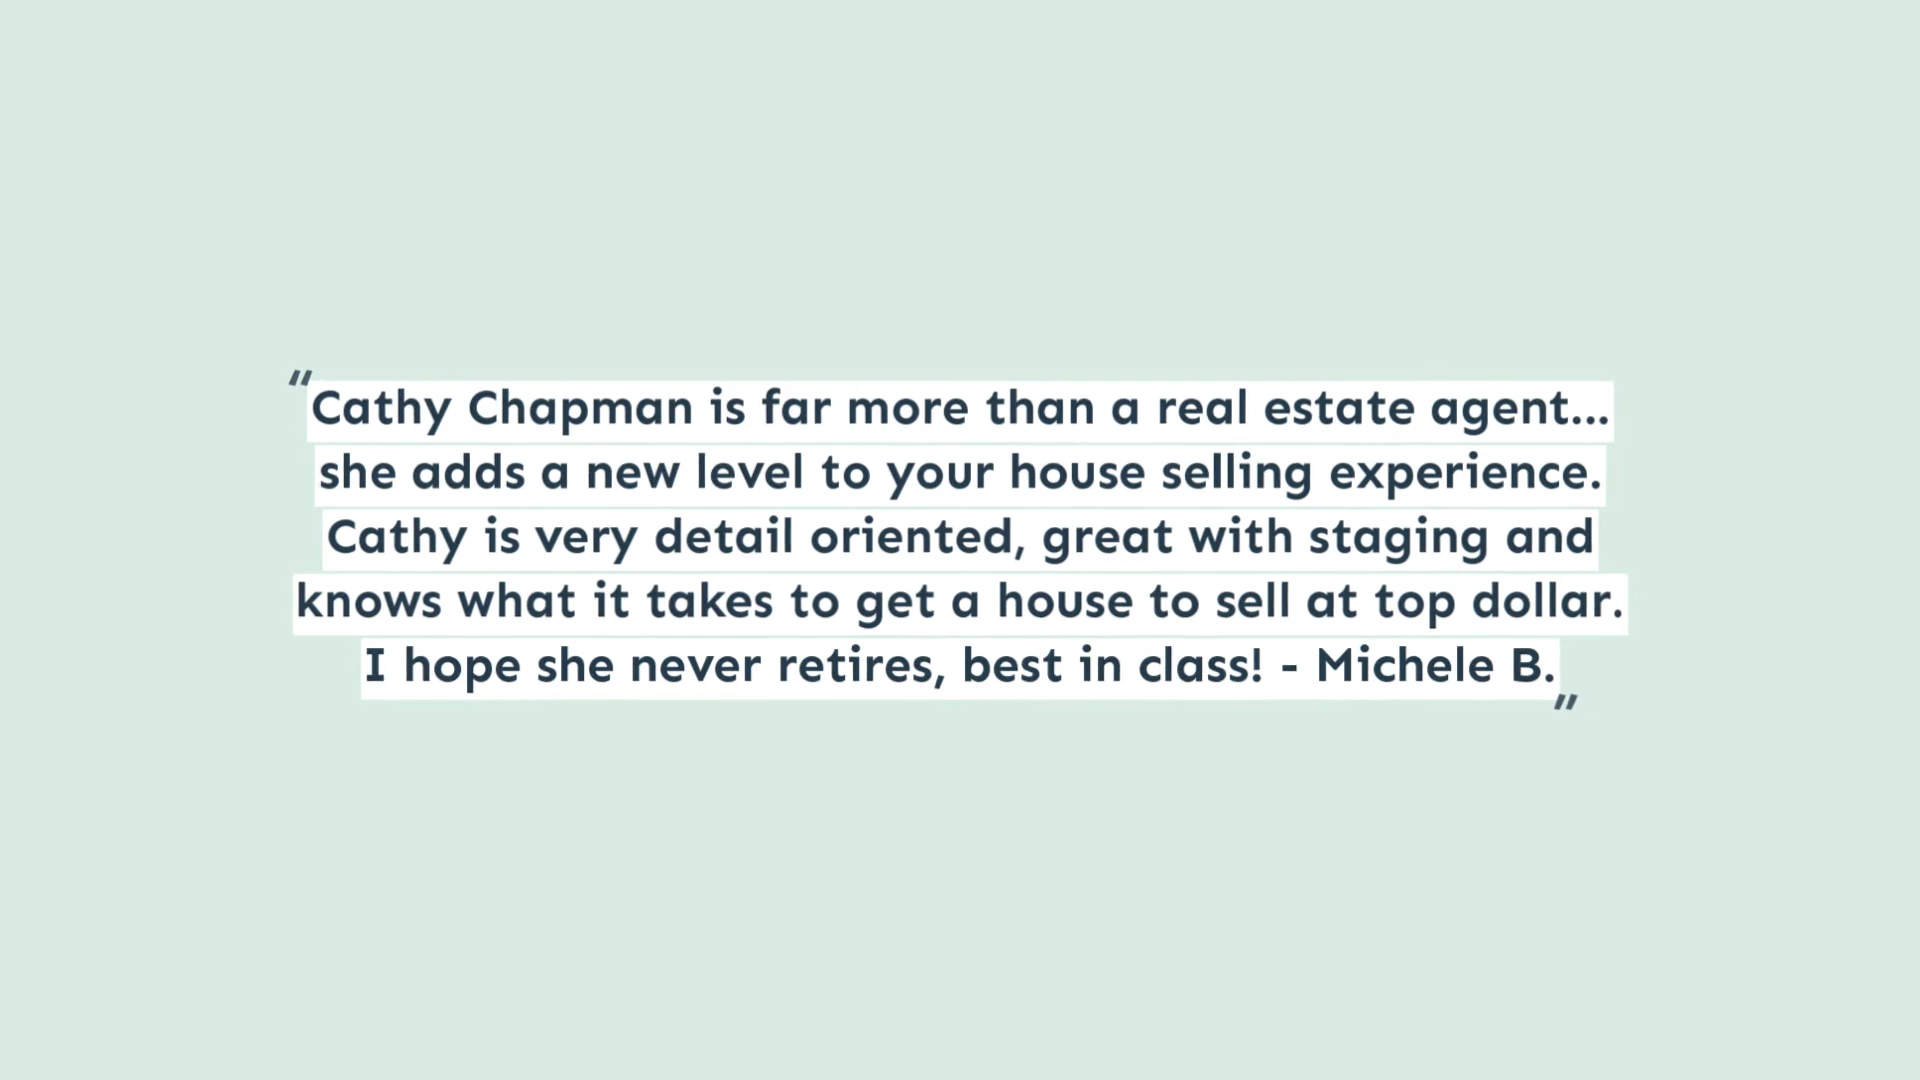 "Cathy Chapman is far more than a real estate agent...
she adds a new level to your house selling experience.
Cathy is very detail oriented, great with staging and
knows what it takes to get a house to sell at top dollar.
I hope she never retires, best in class! - Michele B."